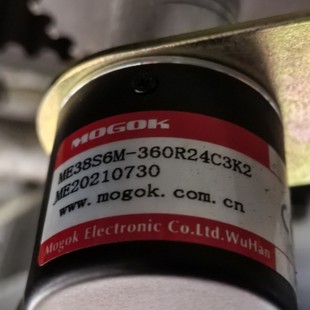 MOGOK
ME38S6M-360R24C3K2
ME20210730
www.mogok.com.cn
Mogok Electronic Co.Ltd.WuHan